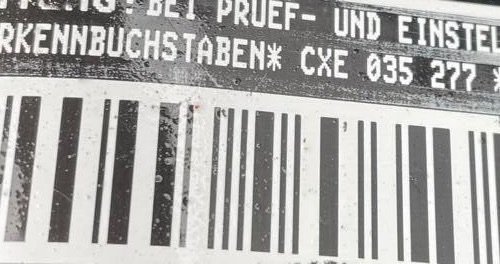 BEI PRUEF- UND EINSTEL
RKENNBUCHSTABEN* CXE 035 277 *